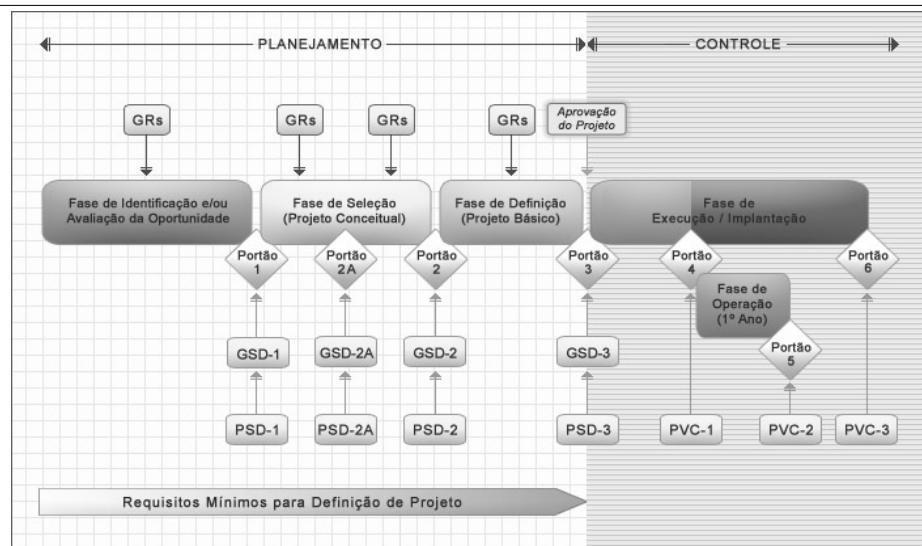 PLANEJAMENTO
CONTROLE
GRs
GRs
GRs
GRs
Aprovação
do Projeto
Fase de Identificação e/ou
Avaliação da Oportunidade
Fase de Seleção
(Projeto Conceitual)
Fase de Definição
(Projeto Básico)
Fase de
Execução / Implantação
Portão
1
Portão
2A
Portão
2
Portão
3
Portão
4
Portão
6
Fase de
Operação
(1º Ano)
Portão
5
GSD-1
GSD-2A
GSD-2
GSD-3
PSD-1
PSD-2A
PSD-2
PSD-3
PVC-1
PVC-2
PVC-3
Requisitos Mínimos para Definição de Projeto